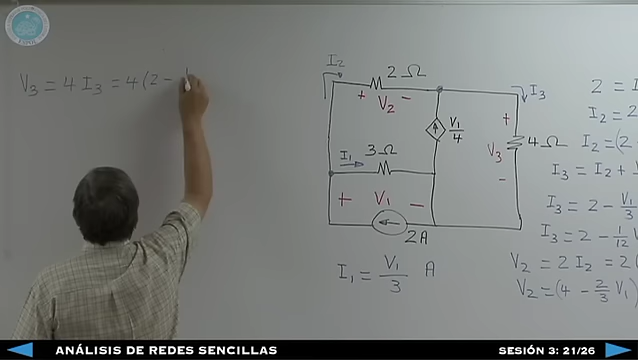 V₃ = 4 I₃ = 4 (2 -
I₂
2 Ω
+ V₂ -
I₃
V₁/4
+
V₃
-
4 Ω
I₁
3 Ω
+ V₁ -
2A
I₁ = V₁/3 A
2 = I
I₂ = 2
I₂ = (2 -
I₃ = I₂ + V
I₃ = 2 - V₁/3
I₃ = 2 - 1/12 V
V₂ = 2 I₂ = 2 (
V₂ = (4 - 2/3 V₁)
ANÁLISIS DE REDES SENCILLAS
SESIÓN 3: 21/26